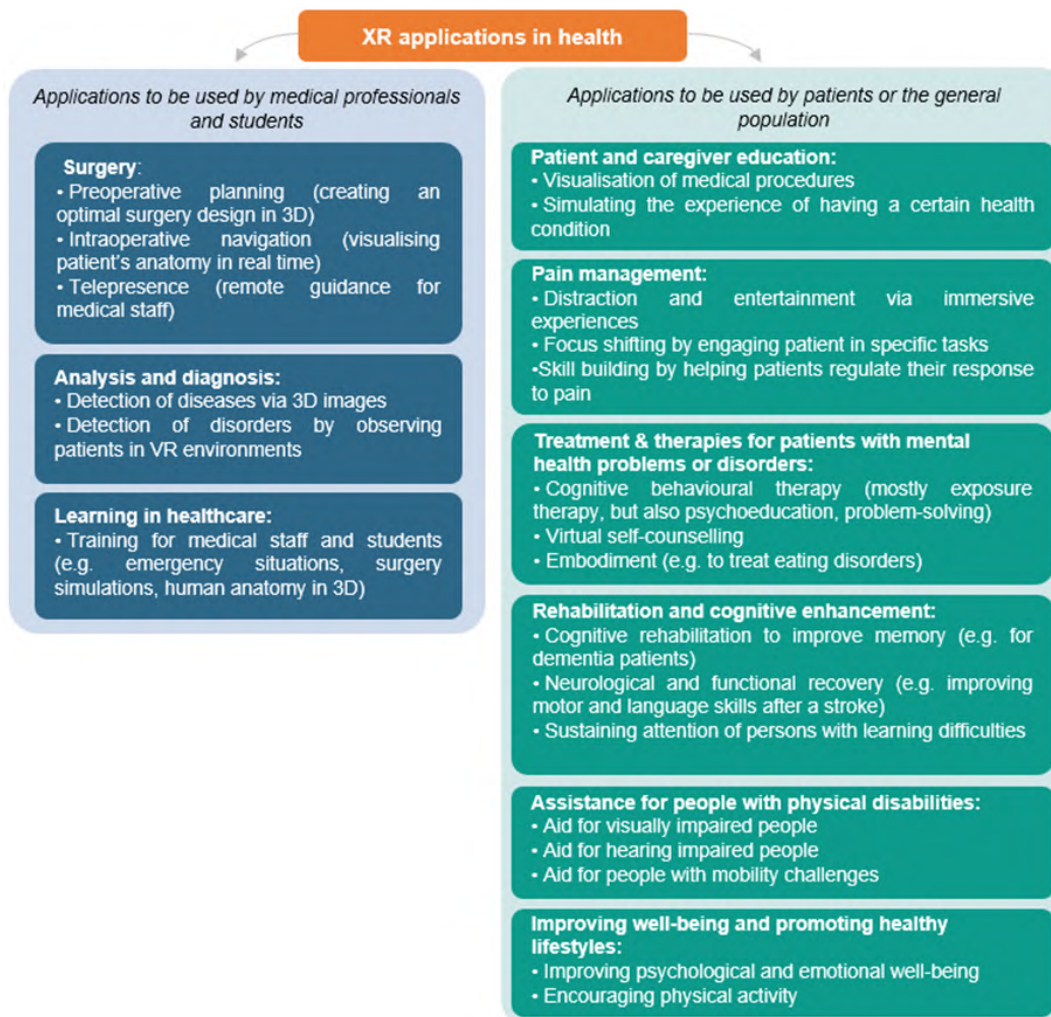 XR applications in health
Applications to be used by medical professionals
and students
Surgery:
• Preoperative planning (creating an
optimal surgery design in 3D)
• Intraoperative navigation (visualising
patient's anatomy in real time)
• Telepresence (remote guidance for
medical staff)
Analysis and diagnosis:
• Detection of diseases via 3D images
• Detection of disorders by observing
patients in VR environments
Learning in healthcare:
• Training for medical staff and students
(e.g. emergency situations, surgery
simulations, human anatomy in 3D)
Applications to be used by patients or the general
population
Patient and caregiver education:
• Visualisation of medical procedures
• Simulating the experience of having a certain health
condition
Pain management:
• Distraction and entertainment via immersive
experiences
• Focus shifting by engaging patient in specific tasks
•Skill building by helping patients regulate their response
to pain
Treatment & therapies for patients with mental
health problems or disorders:
• Cognitive behavioural therapy (mostly exposure
therapy, but also psychoeducation, problem-solving)
• Virtual self-counselling
• Embodiment (e.g. to treat eating disorders)
Rehabilitation and cognitive enhancement:
• Cognitive rehabilitation to improve memory (e.g. for
dementia patients)
• Neurological and functional recovery (e.g. improving
motor and language skills after a stroke)
• Sustaining attention of persons with learning difficulties
Assistance for people with physical disabilities:
• Aid for visually impaired people
• Aid for hearing impaired people
• Aid for people with mobility challenges
Improving well-being and promoting healthy
lifestyles:
• Improving psychological and emotional well-being
• Encouraging physical activity